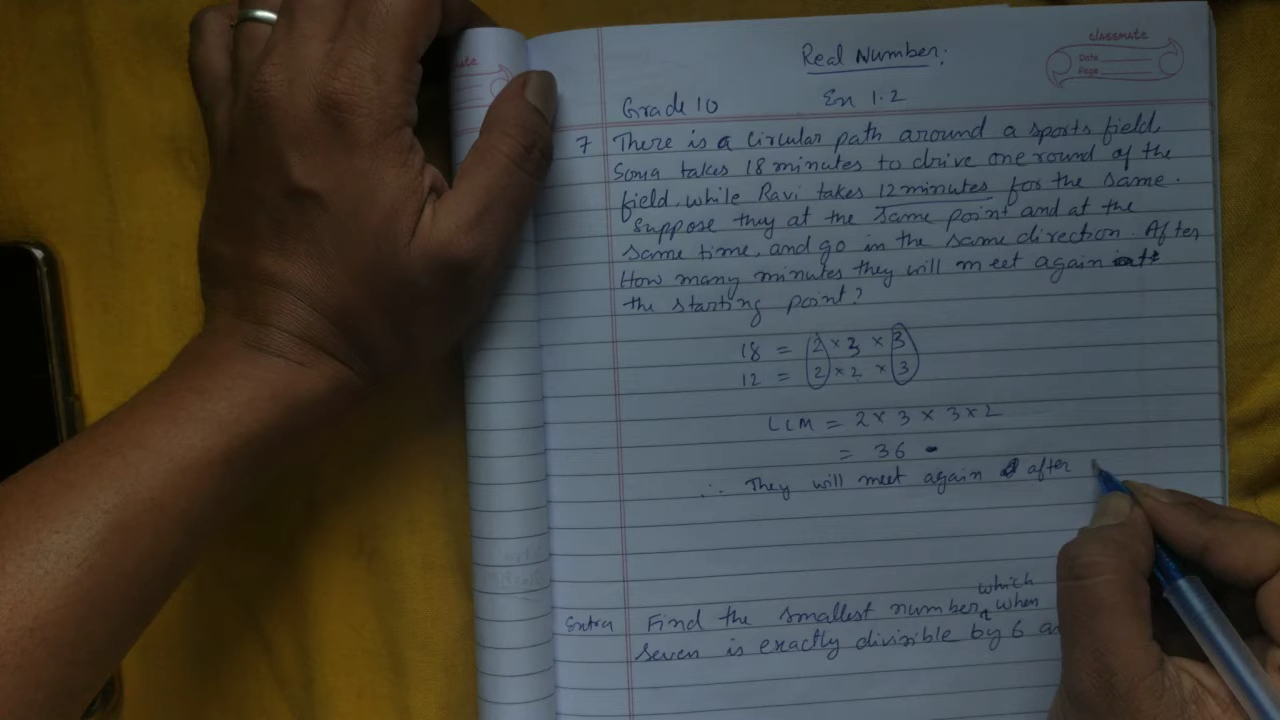 Real Number.
classmate
Date
Page
Grade 10
Ex 1.2
7 There is a circular path around a sports field.
Sonia takes 18 minutes to drive one round of the
field, while Ravi takes 12 minutes for the same.
Suppose they at the same point and at the
same time, and go in the same direction. After
How many minutes they will meet again at
the starting point?
18 = 2 × 3 × 3
12 = 2 × 2 × 3
LCM = 2 × 3 × 3 × 2
= 36
∴ They will meet again after
which
Extra Find the smallest number when
seven is exactly divisible by 6